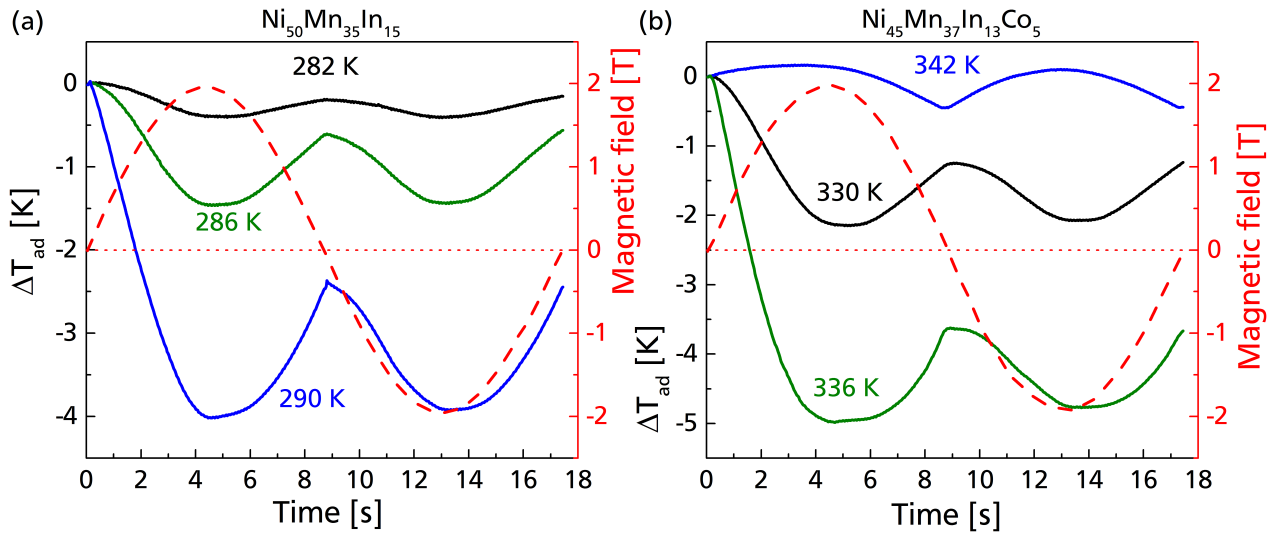 (a) Ni₅₀Mn₃₅In₁₅
0
-1
-2
-3
-4
ΔT_ad [K]
282 K
286 K
290 K
2
1
0
-1
-2
Magnetic field [T]
0 2 4 6 8 10 12 14 16 18
Time [s]
(b) Ni₄₅Mn₃₇In₁₃Co₅
0
-1
-2
-3
-4
-5
ΔT_ad [K]
342 K
330 K
336 K
2
1
0
-1
-2
Magnetic field [T]
0 2 4 6 8 10 12 14 16 18
Time [s]